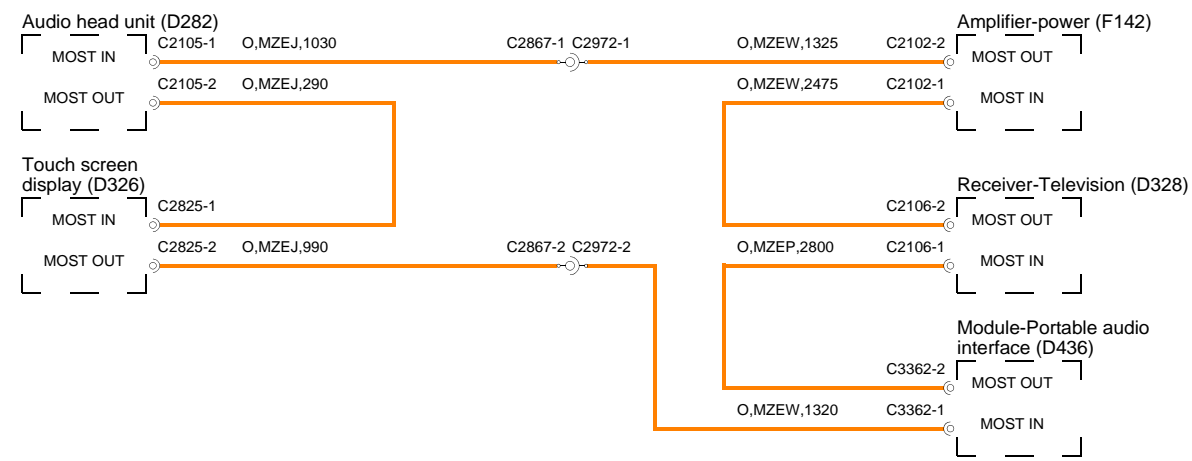 Audio head unit (D282)
MOST IN
C2105-1
O,MZEJ,1030
C2867-1 C2972-1
O,MZEW,1325
C2102-2
Amplifier-power (F142)
MOST OUT
MOST OUT
C2105-2
O,MZEJ,290
O,MZEW,2475
C2102-1
MOST IN
Touch screen
display (D326)
MOST IN
C2825-1
C2106-2
Receiver-Television (D328)
MOST OUT
MOST OUT
C2825-2
O,MZEJ,990
C2867-2 C2972-2
O,MZEP,2800
C2106-1
MOST IN
Module-Portable audio
interface (D436)
C3362-2
MOST OUT
O,MZEW,1320
C3362-1
MOST IN